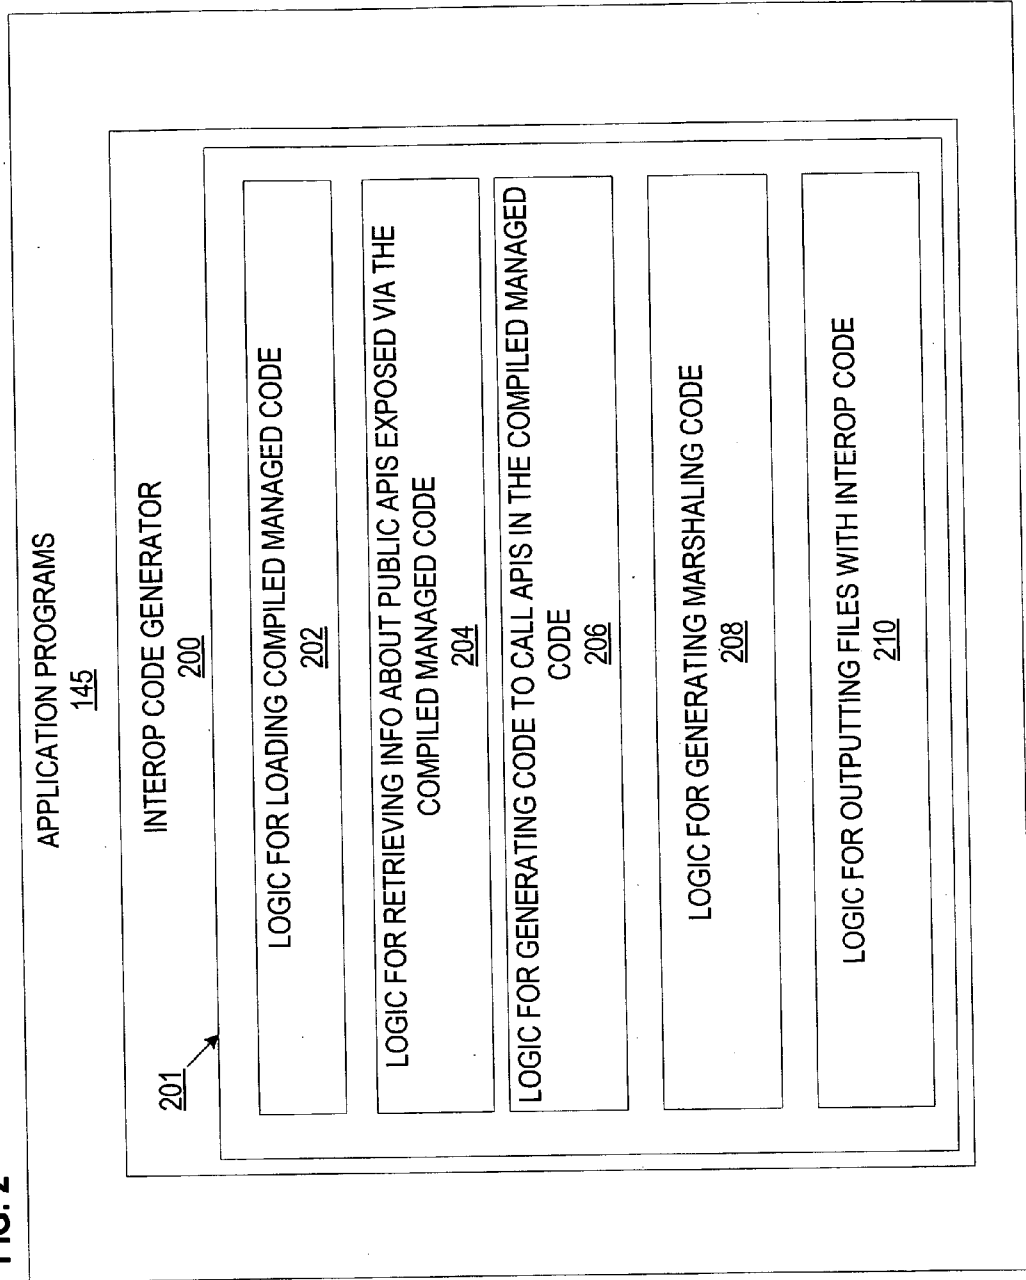 FIG. 2
APPLICATION PROGRAMS
145
INTEROP CODE GENERATOR
200
201
LOGIC FOR LOADING COMPILED MANAGED CODE
202
LOGIC FOR RETRIEVING INFO ABOUT PUBLIC APIS EXPOSED VIA THE
COMPILED MANAGED CODE
204
LOGIC FOR GENERATING CODE TO CALL APIS IN THE COMPILED MANAGED
CODE
206
LOGIC FOR GENERATING MARSHALING CODE
208
LOGIC FOR OUTPUTTING FILES WITH INTEROP CODE
210